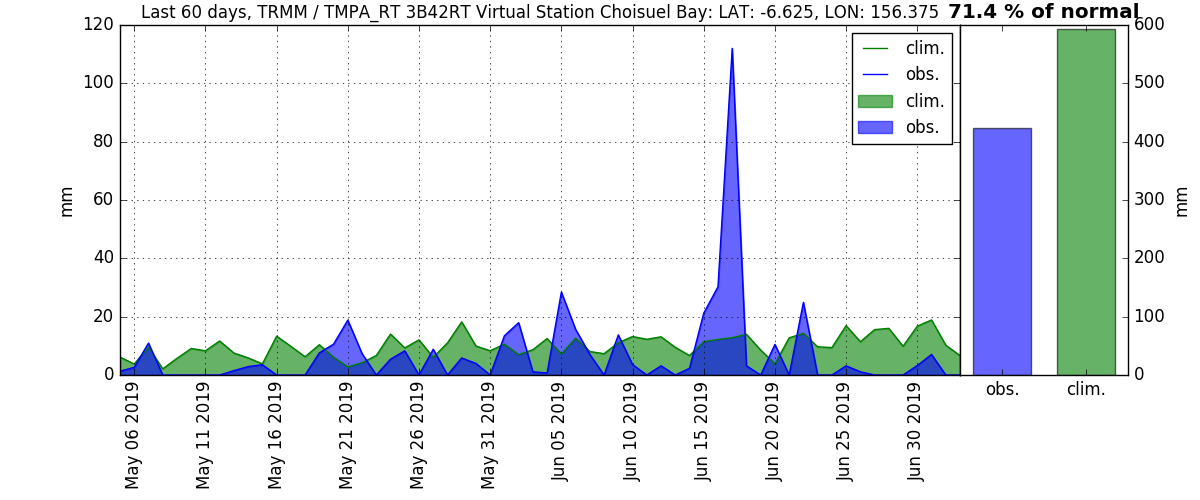 Last 60 days, TRMM / TMPA_RT 3B42RT Virtual Station Choisuel Bay: LAT: -6.625, LON: 156.375
71.4 % of normal
120
100
80
60
40
20
0
mm
clim.
obs.
clim.
obs.
600
500
400
300
200
100
0
mm
May 06 2019
May 11 2019
May 16 2019
May 21 2019
May 26 2019
May 31 2019
Jun 05 2019
Jun 10 2019
Jun 15 2019
Jun 20 2019
Jun 25 2019
Jun 30 2019
obs.
clim.